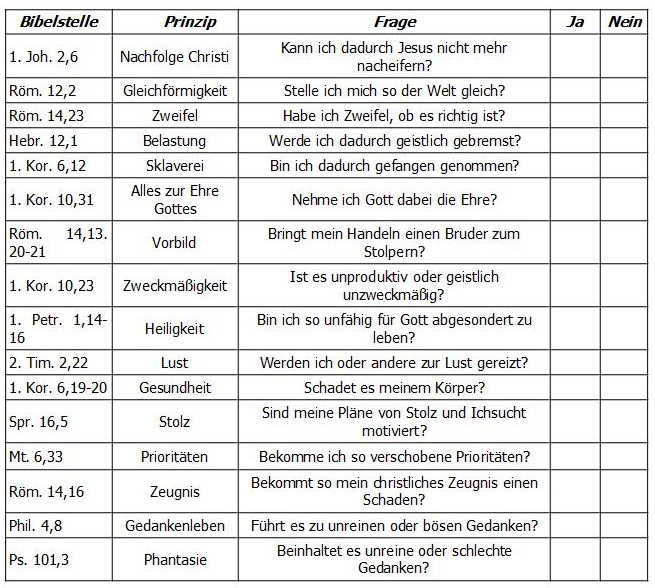 Bibelstelle Prinzip Frage Ja Nein
1. Joh. 2,6 Nachfolge Christi Kann ich dadurch Jesus nicht mehr
nacheifern?
Röm. 12,2 Gleichförmigkeit Stelle ich mich so der Welt gleich?
Röm. 14,23 Zweifel Habe ich Zweifel, ob es richtig ist?
Hebr. 12,1 Belastung Werde ich dadurch geistlich gebremst?
1. Kor. 6,12 Sklaverei Bin ich dadurch gefangen genommen?
1. Kor. 10,31 Alles zur Ehre
Gottes Nehme ich Gott dabei die Ehre?
Röm. 14,13.
20-21 Vorbild Bringt mein Handeln einen Bruder zum
Stolpern?
1. Kor. 10,23 Zweckmäßigkeit Ist es unproduktiv oder geistlich
unzweckmäßig?
1. Petr. 1,14-
16 Heiligkeit Bin ich so unfähig für Gott abgesondert zu
leben?
2. Tim. 2,22 Lust Werden ich oder andere zur Lust gereizt?
1. Kor. 6,19-20 Gesundheit Schadet es meinem Körper?
Spr. 16,5 Stolz Sind meine Pläne von Stolz und Ichsucht
motiviert?
Mt. 6,33 Prioritäten Bekomme ich so verschobene Prioritäten?
Röm. 14,16 Zeugnis Bekommt so mein christliches Zeugnis einen
Schaden?
Phil. 4,8 Gedankenleben Führt es zu unreinen oder bösen Gedanken?
Ps. 101,3 Phantasie Beinhaltet es unreine oder schlechte
Gedanken?